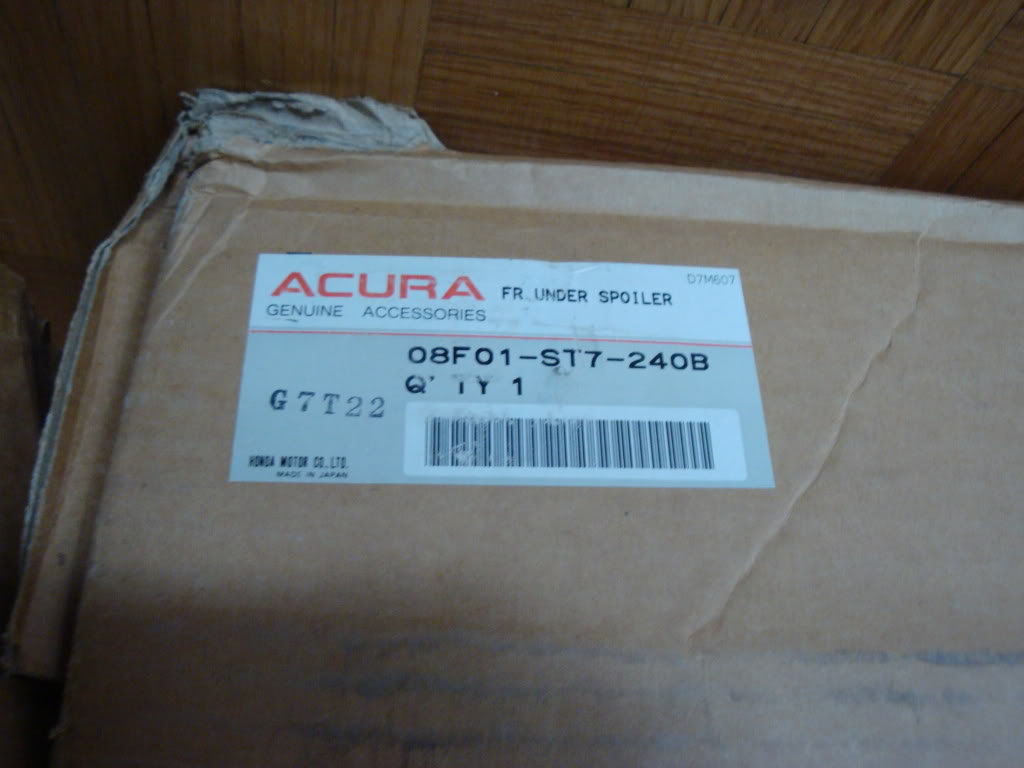 ACURA FR. UNDER SPOILER D7M607
GENUINE ACCESSORIES
08F01-ST7-240B
Q'TY 1
G7T22
HONDA MOTOR CO.,LTD.
MADE IN JAPAN